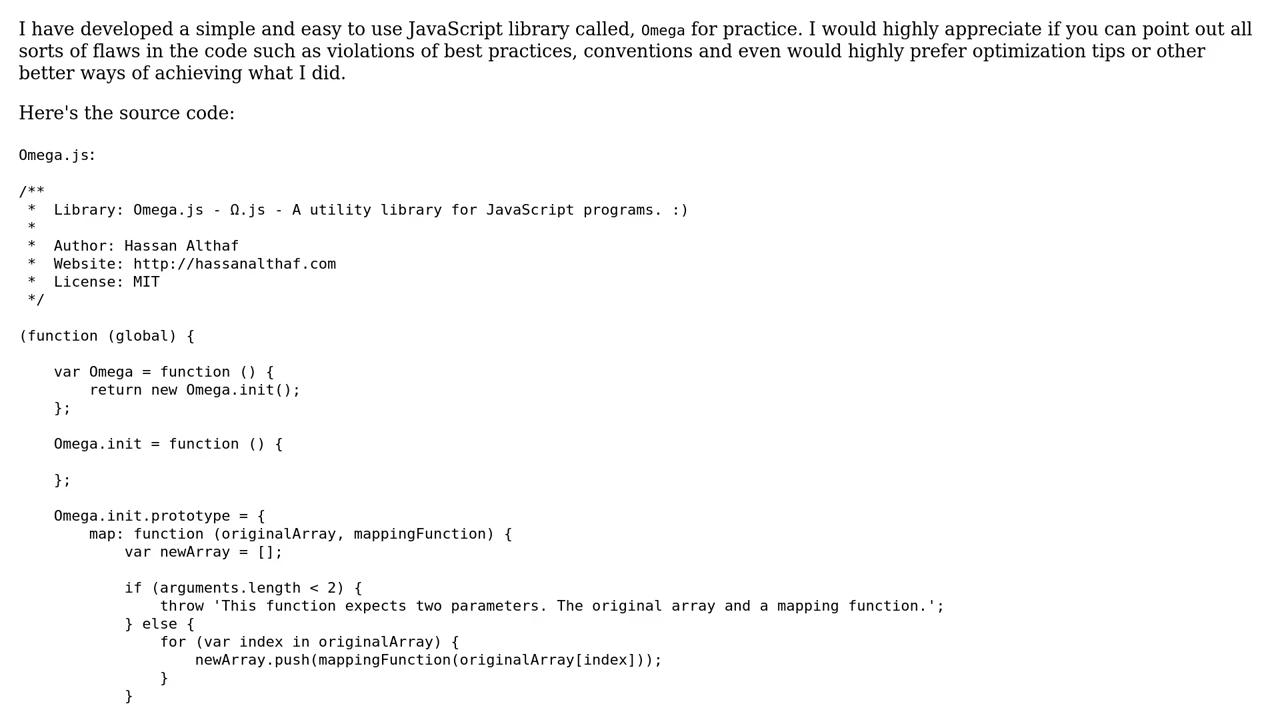 I have developed a simple and easy to use JavaScript library called, Omega for practice. I would highly appreciate if you can point out all
sorts of flaws in the code such as violations of best practices, conventions and even would highly prefer optimization tips or other
better ways of achieving what I did.
Here's the source code:
Omega.js:
/**
 *  Library: Omega.js - Ω.js - A utility library for JavaScript programs. :)
 *
 *  Author: Hassan Althaf
 *  Website: http://hassanalthaf.com
 *  License: MIT
 */
(function (global) {
    var Omega = function () {
        return new Omega.init();
    };
    Omega.init = function () {
    };
    Omega.init.prototype = {
        map: function (originalArray, mappingFunction) {
            var newArray = [];
            if (arguments.length < 2) {
                throw 'This function expects two parameters. The original array and a mapping function.';
            } else {
                for (var index in originalArray) {
                    newArray.push(mappingFunction(originalArray[index]));
                }
            }